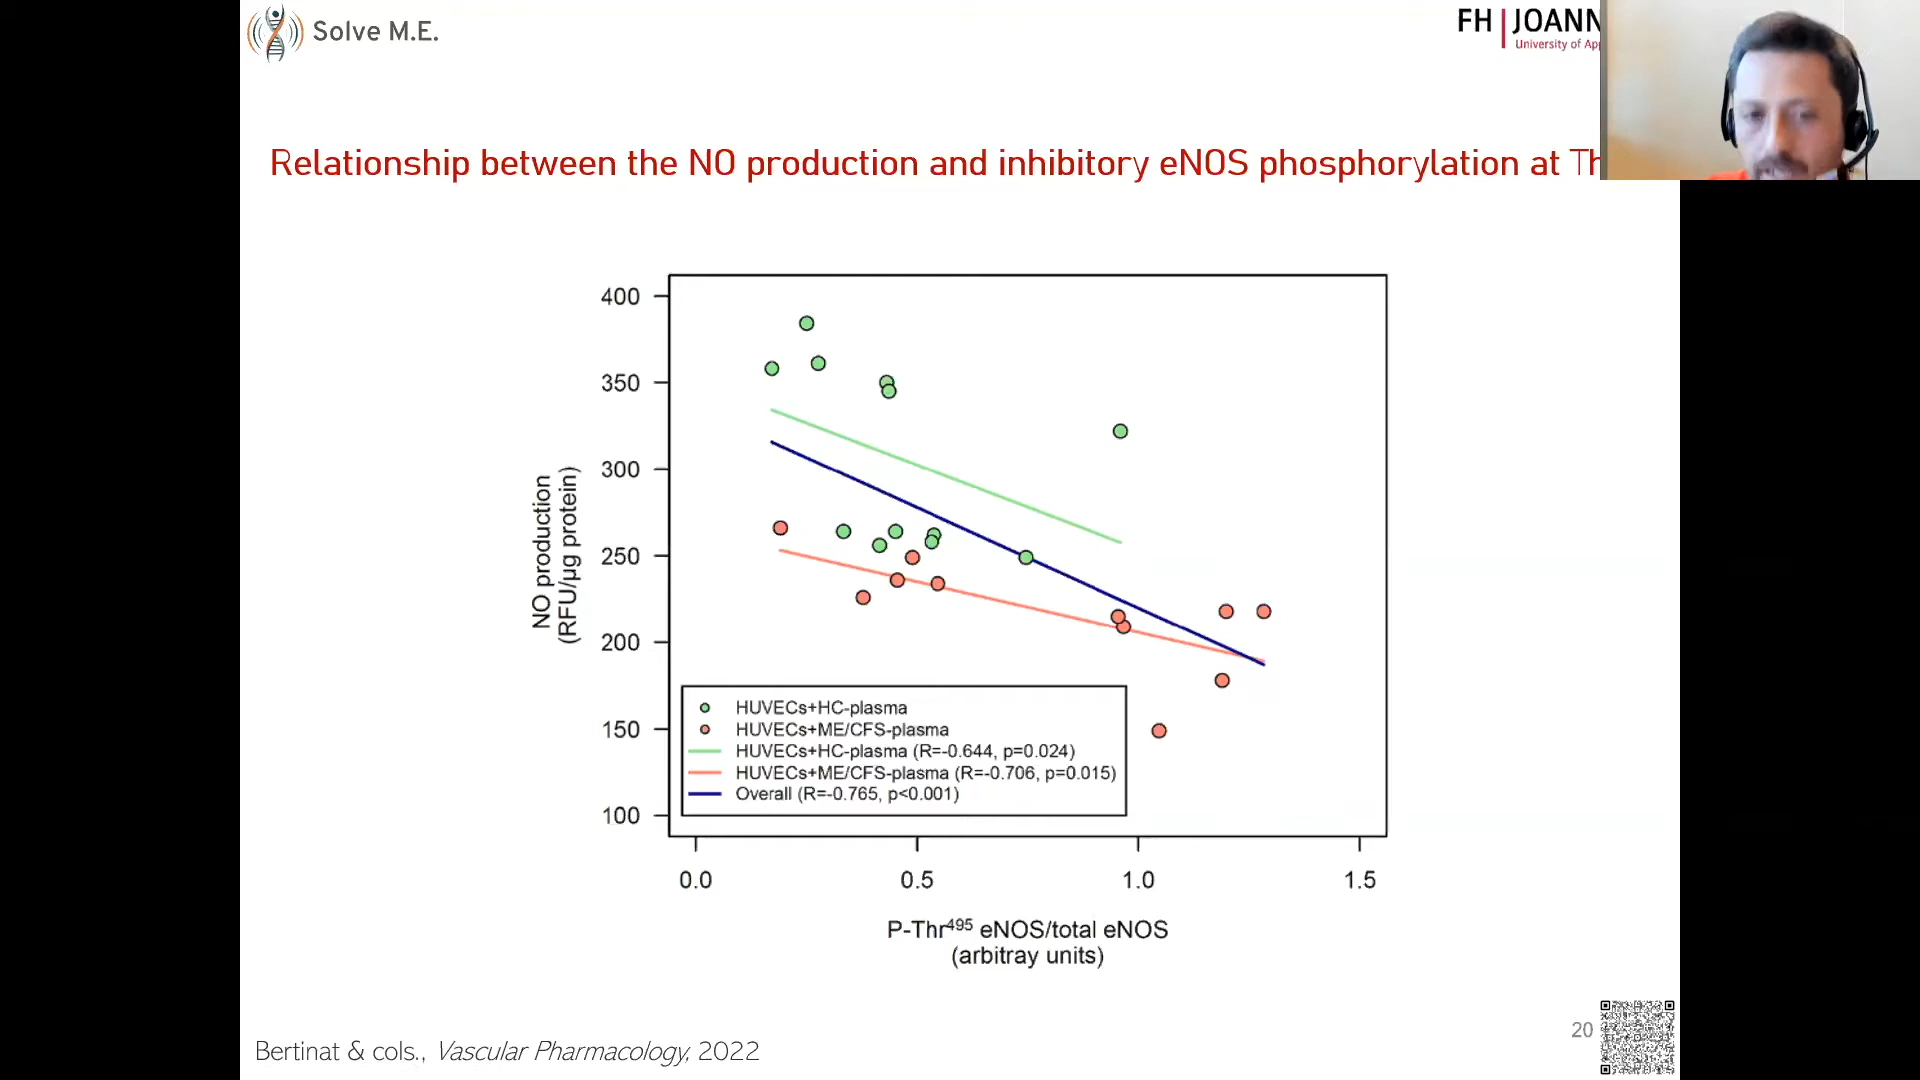 Solve M.E.
FH | JOANN
University of Ap
Relationship between the NO production and inhibitory eNOS phosphorylation at Th
400
350
300
250
200
150
100
NO production
(RFU/µg protein)
HUVECs+HC-plasma
HUVECs+ME/CFS-plasma
HUVECs+HC-plasma (R=-0.644, p=0.024)
HUVECs+ME/CFS-plasma (R=-0.706, p=0.015)
Overall (R=-0.765, p<0.001)
0.0 0.5 1.0 1.5
P-Thr⁴⁹⁵ eNOS/total eNOS
(arbitray units)
Bertinat & cols., Vascular Pharmacology, 2022
20